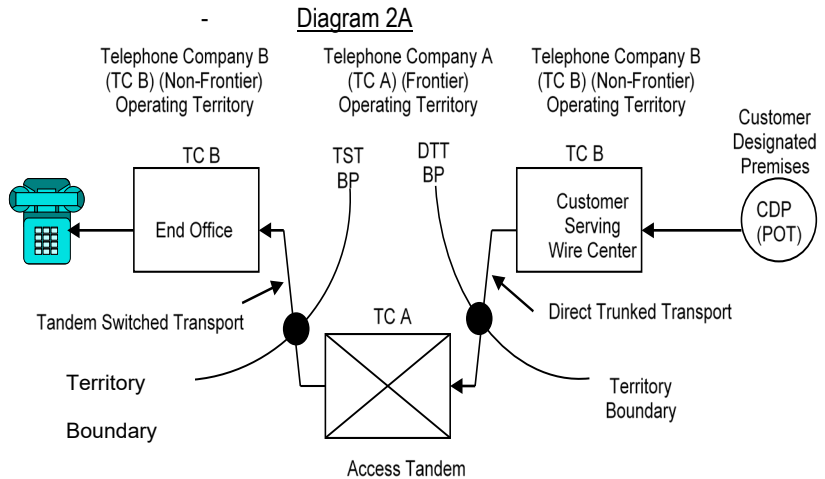 -
Diagram 2A
Telephone Company B
(TC B) (Non-Frontier)
Operating Territory
Telephone Company A
(TC A) (Frontier)
Operating Territory
Telephone Company B
(TC B) (Non-Frontier)
Operating Territory
Customer
Designated
Premises
TC B
TST
BP
DTT
BP
TC B
End Office
Customer
Serving
Wire Center
CDP
(POT)
Tandem Switched Transport
TC A
Direct Trunked Transport
Territory
Boundary
Territory
Boundary
Access Tandem